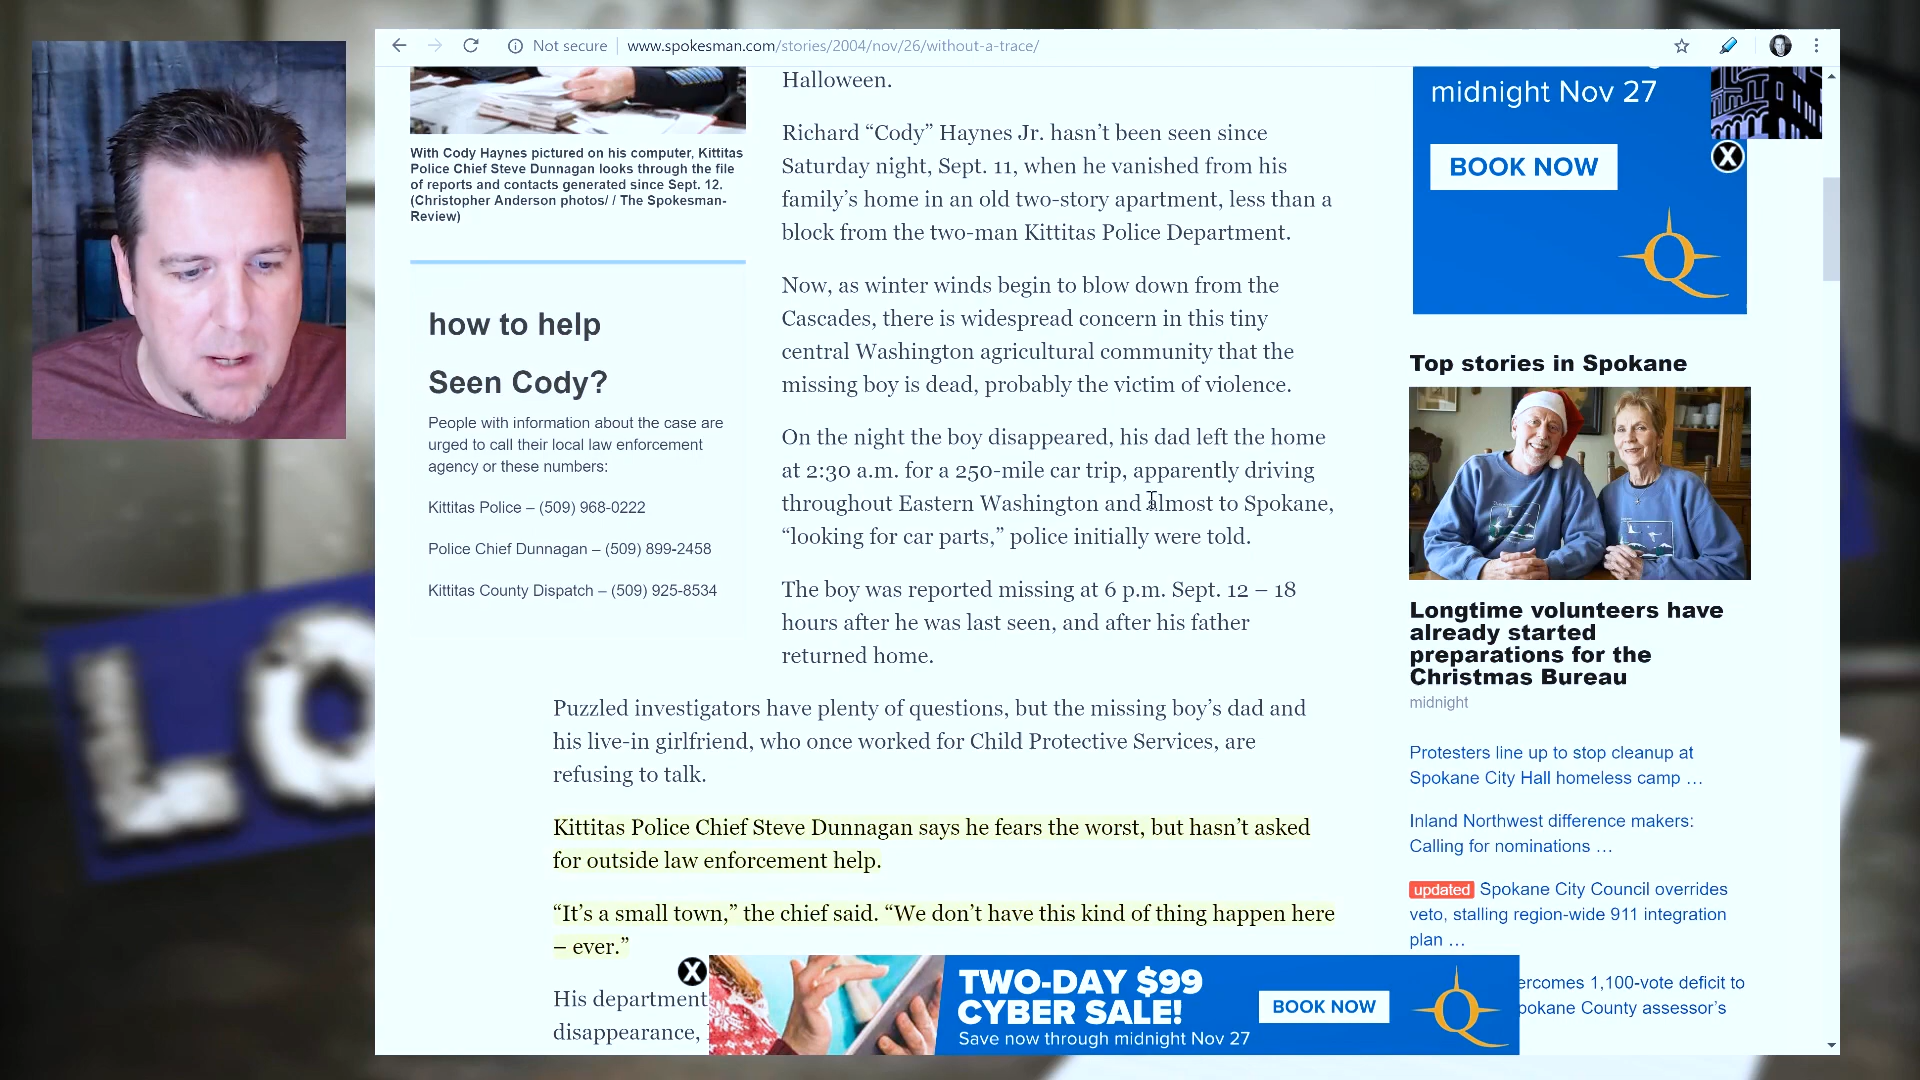 Not secure
www.spokesman.com/stories/2004/nov/26/without-a-trace/
With Cody Haynes pictured on his computer, Kittitas
Police Chief Steve Dunnagan looks through the file
of reports and contacts generated since Sept. 12.
(Christopher Anderson photos/ / The Spokesman-
Review)
how to help
Seen Cody?
People with information about the case are
urged to call their local law enforcement
agency or these numbers:
Kittitas Police – (509) 968-0222
Police Chief Dunnagan – (509) 899-2458
Kittitas County Dispatch – (509) 925-8534
Halloween.
Richard “Cody” Haynes Jr. hasn’t been seen since
Saturday night, Sept. 11, when he vanished from his
family’s home in an old two-story apartment, less than a
block from the two-man Kittitas Police Department.
Now, as winter winds begin to blow down from the
Cascades, there is widespread concern in this tiny
central Washington agricultural community that the
missing boy is dead, probably the victim of violence.
On the night the boy disappeared, his dad left the home
at 2:30 a.m. for a 250-mile car trip, apparently driving
throughout Eastern Washington and almost to Spokane,
“looking for car parts,” police initially were told.
The boy was reported missing at 6 p.m. Sept. 12 – 18
hours after he was last seen, and after his father
returned home.
Puzzled investigators have plenty of questions, but the missing boy’s dad and
his live-in girlfriend, who once worked for Child Protective Services, are
refusing to talk.
Kittitas Police Chief Steve Dunnagan says he fears the worst, but hasn’t asked
for outside law enforcement help.
“It’s a small town,” the chief said. “We don’t have this kind of thing happen here
– ever.”
His department
disappearance,
midnight Nov 27
BOOK NOW
X
Top stories in Spokane
Longtime volunteers have
already started
preparations for the
Christmas Bureau
midnight
Protesters line up to stop cleanup at
Spokane City Hall homeless camp …
Inland Northwest difference makers:
Calling for nominations …
updated Spokane City Council overrides
veto, stalling region-wide 911 integration
plan …
ercomes 1,100-vote deficit to
pokane County assessor’s
X
TWO-DAY $99
CYBER SALE!
Save now through midnight Nov 27
BOOK NOW
Q
LO